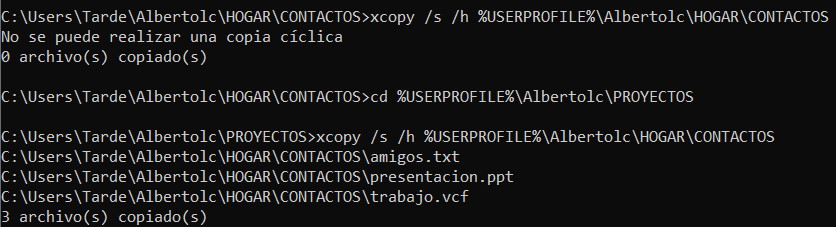 C:\Users\Tarde\Albertolc\HOGAR\CONTACTOS>xcopy /s /h %USERPROFILE%\Albertolc\HOGAR\CONTACTOS
No se puede realizar una copia cíclica
0 archivo(s) copiado(s)
C:\Users\Tarde\Albertolc\HOGAR\CONTACTOS>cd %USERPROFILE%\Albertolc\PROYECTOS
C:\Users\Tarde\Albertolc\PROYECTOS>xcopy /s /h %USERPROFILE%\Albertolc\HOGAR\CONTACTOS
C:\Users\Tarde\Albertolc\HOGAR\CONTACTOS\amigos.txt
C:\Users\Tarde\Albertolc\HOGAR\CONTACTOS\presentacion.ppt
C:\Users\Tarde\Albertolc\HOGAR\CONTACTOS\trabajo.vcf
3 archivo(s) copiado(s)